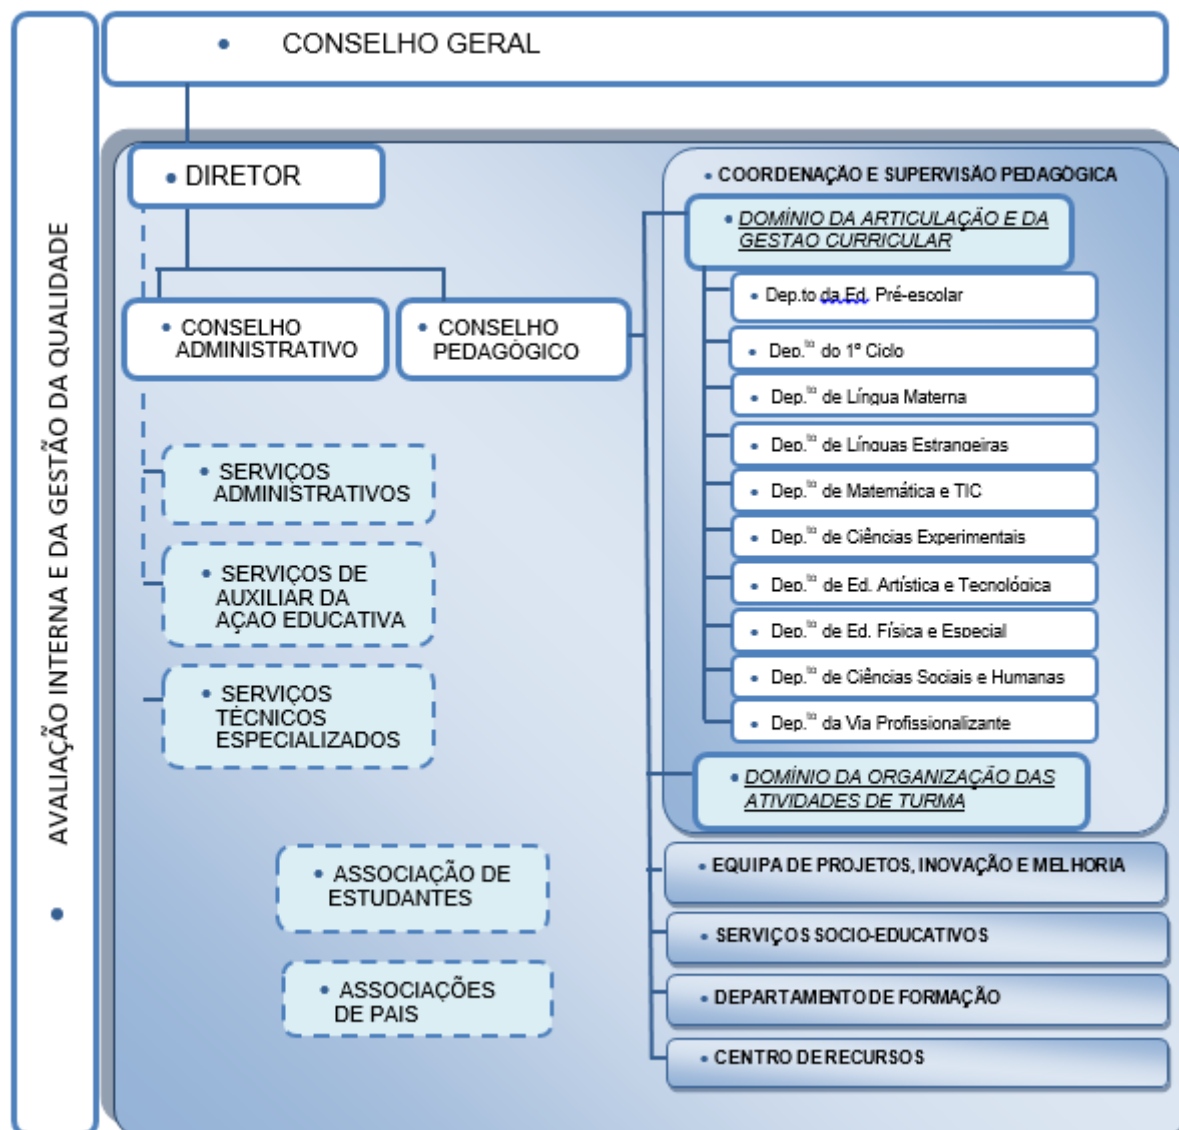 AVALIAÇÃO INTERNA E DA GESTÃO DA QUALIDADE
CONSELHO GERAL
DIRETOR
CONSELHO
ADMINISTRATIVO
CONSELHO
PEDAGÓGICO
SERVIÇOS
ADMINISTRATIVOS
SERVIÇOS DE
AUXILIAR DA
AÇAO EDUCATIVA
SERVIÇOS
TÉCNICOS
ESPECIALIZADOS
ASSOCIAÇÃO DE
ESTUDANTES
ASSOCIAÇÕES
DE PAIS
COORDENAÇÃO E SUPERVISÃO PEDAGÓGICA
DOMÍNIO DA ARTICULAÇÃO E DA
GESTAO CURRICULAR
Dep.to da Ed. Pré-escolar
Dep.to do 1º Ciclo
Dep.to de Língua Materna
Dep.to de Línguas Estrangeiras
Dep.to de Matemática e TIC
Dep.to de Ciências Experimentais
Dep.to de Ed. Artística e Tecnológica
Dep.to de Ed. Física e Especial
Dep.to de Ciências Sociais e Humanas
Dep.to da Via Profissionalizante
DOMÍNIO DA ORGANIZAÇÃO DAS
ATIVIDADES DE TURMA
EQUIPA DE PROJETOS, INOVAÇÃO E MELHORIA
SERVIÇOS SOCIO-EDUCATIVOS
DEPARTAMENTO DE FORMAÇÃO
CENTRO DE RECURSOS